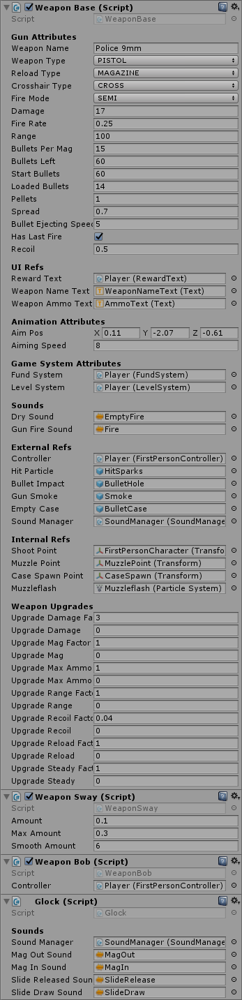 Weapon Base (Script)
Script WeaponBase
Gun Attributes
Weapon Name Police 9mm
Weapon Type PISTOL
Reload Type MAGAZINE
Crosshair Type CROSS
Fire Mode SEMI
Damage 17
Fire Rate 0.25
Range 100
Bullets Per Mag 15
Bullets Left 60
Start Bullets 60
Loaded Bullets 14
Pellets 1
Spread 0.7
Bullet Ejecting Speed 5
Has Last Fire
Recoil 0.5
UI Refs
Reward Text Player (RewardText)
Weapon Name Text WeaponNameText (Text)
Weapon Ammo Text AmmoText (Text)
Animation Attributes
Aim Pos X 0.11 Y -2.07 Z -0.61
Aiming Speed 8
Game System Attributes
Fund System Player (FundSystem)
Level System Player (LevelSystem)
Sounds
Dry Sound EmptyFire
Gun Fire Sound Fire
External Refs
Controller Player (FirstPersonController)
Hit Particle HitSparks
Bullet Impact BulletHole
Gun Smoke Smoke
Empty Case BulletCase
Sound Manager SoundManager (SoundManage
Internal Refs
Shoot Point FirstPersonCharacter (Transfo
Muzzle Point MuzzlePoint (Transform)
Case Spawn Point CaseSpawn (Transform)
Muzzleflash Muzzleflash (Particle System)
Weapon Upgrades
Upgrade Damage Fa 3
Upgrade Damage 0
Upgrade Mag Factor 1
Upgrade Mag 0
Upgrade Max Ammo 1
Upgrade Max Ammo 0
Upgrade Range Fact 1
Upgrade Range 0
Upgrade Recoil Facto 0.04
Upgrade Recoil 0
Upgrade Reload Fact 1
Upgrade Reload 0
Upgrade Steady Fact 1
Upgrade Steady 0
Weapon Sway (Script)
Script WeaponSway
Amount 0.1
Max Amount 0.3
Smooth Amount 6
Weapon Bob (Script)
Script WeaponBob
Controller Player (FirstPersonController)
Glock (Script)
Script Glock
Sounds
Sound Manager SoundManager (SoundManage
Mag Out Sound MagOut
Mag In Sound MagIn
Slide Released Soun SlideRelease
Slide Draw Sound SlideDraw